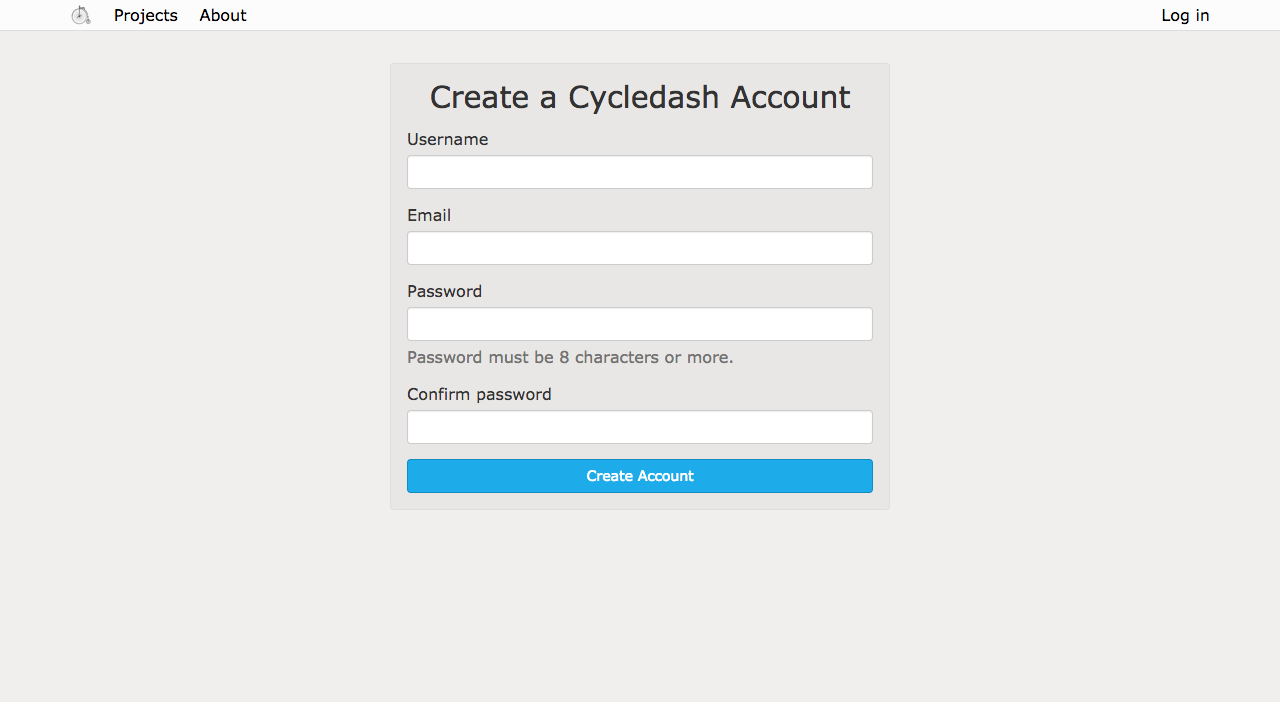 Projects About Log in
Create a Cycledash Account
Username
Email
Password
Password must be 8 characters or more.
Confirm password
Create Account